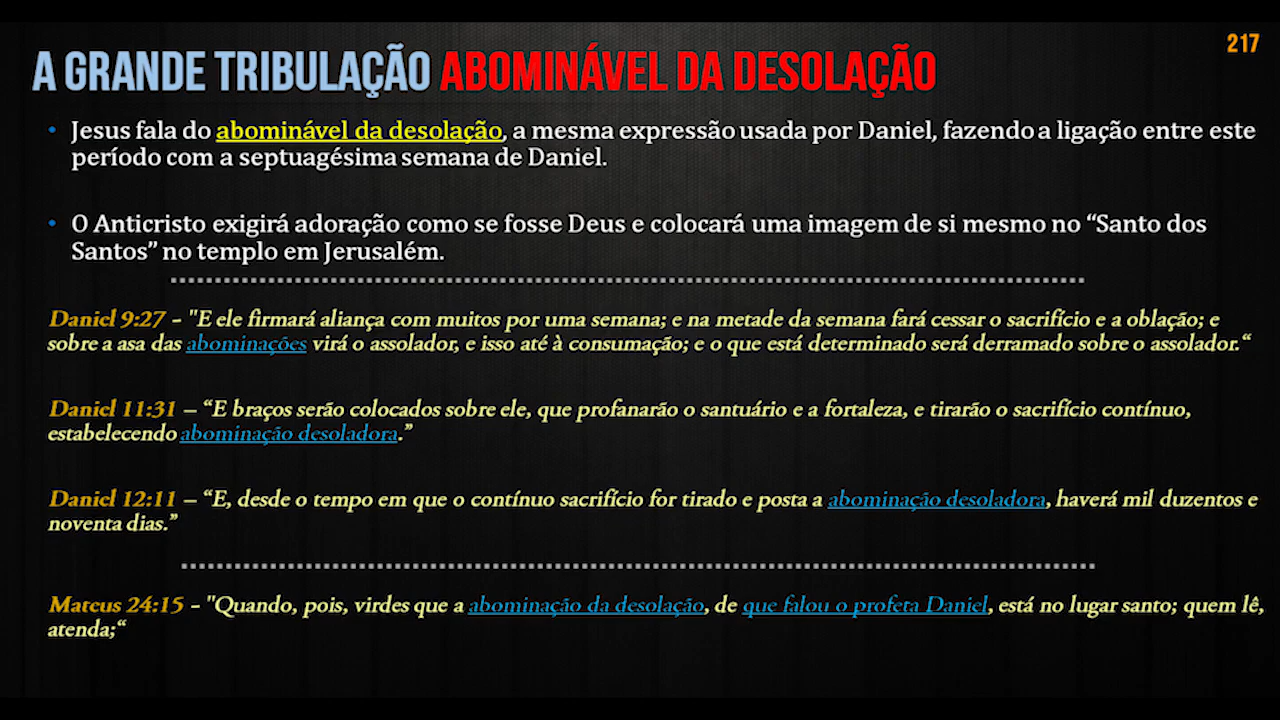 217
A GRANDE TRIBULAÇÃO ABOMINÁVEL DA DESOLAÇÃO
• Jesus fala do abominável da desolação, a mesma expressão usada por Daniel, fazendo a ligação entre este
período com a septuagésima semana de Daniel.
• O Anticristo exigirá adoração como se fosse Deus e colocará uma imagem de si mesmo no “Santo dos
Santos” no templo em Jerusalém.
Daniel 9:27 – "E ele firmará aliança com muitos por uma semana; e na metade da semana fará cessar o sacrifício e a oblação; e
sobre a asa das abominações virá o assolador, e isso até à consumação; e o que está determinado será derramado sobre o assolador.“
Daniel 11:31 – “E braços serão colocados sobre ele, que profanarão o santuário e a fortaleza, e tirarão o sacrifício contínuo,
estabelecendo abominação desoladora.”
Daniel 12:11 – “E, desde o tempo em que o contínuo sacrifício for tirado e posta a abominação desoladora, haverá mil duzentos e
noventa dias.”
Mateus 24:15 - "Quando, pois, virdes que a abominação da desolação, de que falou o profeta Daniel, está no lugar santo; quem lê,
atenda;“